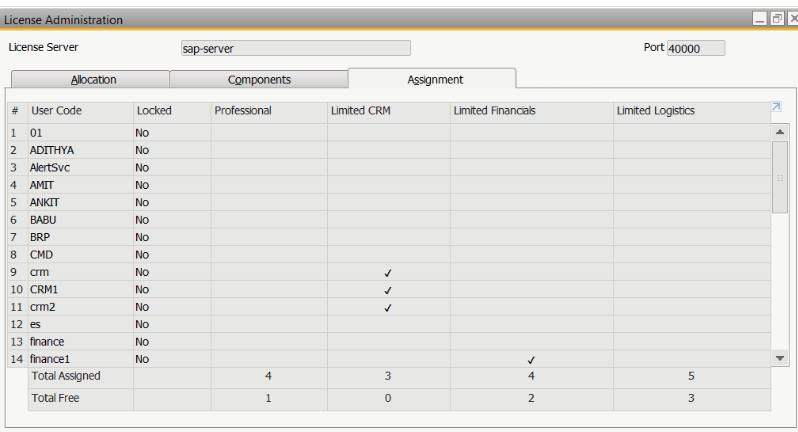 License Administration
License Server sap-server Port 40000
Allocation Components Assignment
# User Code Locked Professional Limited CRM Limited Financials Limited Logistics
1 01 No
2 ADITHYA No
3 AlertSvc No
4 AMIT No
5 ANKIT No
6 BABU No
7 BRP No
8 CMD No
9 crm No ✓
10 CRM1 No ✓
11 crm2 No ✓
12 es No
13 finance No
14 finance1 No ✓
Total Assigned 4 3 4 5
Total Free 1 0 2 3